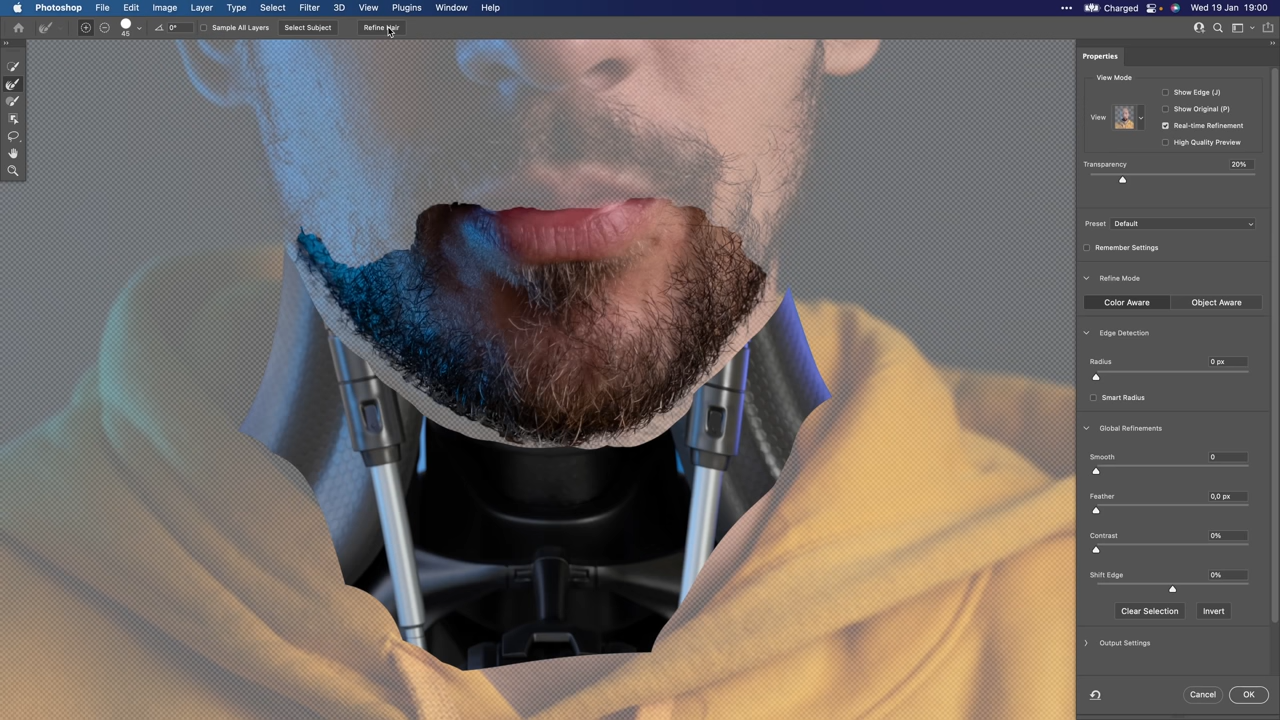 Photoshop File Edit Image Layer Type Select Filter 3D View Plugins Window Help ••• Charged Wed 19 Jan 19:00
45 0° Sample All Layers Select Subject Refine Hair
Properties
View Mode
Show Edge (J)
Show Original (P)
View
Real-time Refinement
High Quality Preview
Transparency 20%
Preset Default
Remember Settings
Refine Mode
Color Aware Object Aware
Edge Detection
Radius 0 px
Smart Radius
Global Refinements
Smooth 0
Feather 0,0 px
Contrast 0%
Shift Edge 0%
Clear Selection Invert
Output Settings
Cancel OK